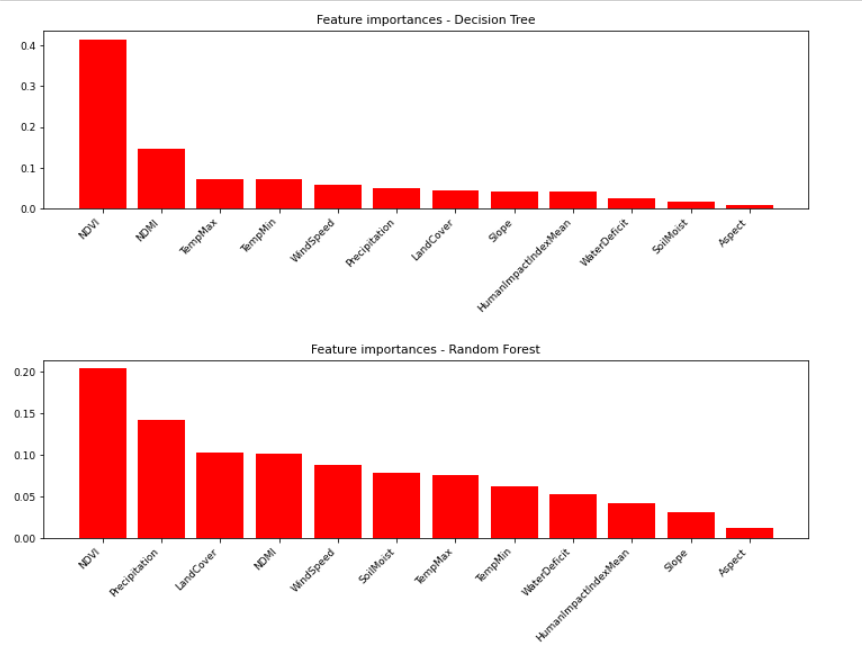 Feature importances - Decision Tree
0.4
0.3
0.2
0.1
0.0
NDVI
NDMI
TempMax
TempMin
WindSpeed
Precipitation
LandCover
Slope
HumanImpactIndexMean
WaterDeficit
SoilMoist
Aspect
Feature importances - Random Forest
0.20
0.15
0.10
0.05
0.00
NDVI
Precipitation
LandCover
NDMI
WindSpeed
SoilMoist
TempMax
TempMin
WaterDeficit
HumanImpactIndexMean
Slope
Aspect